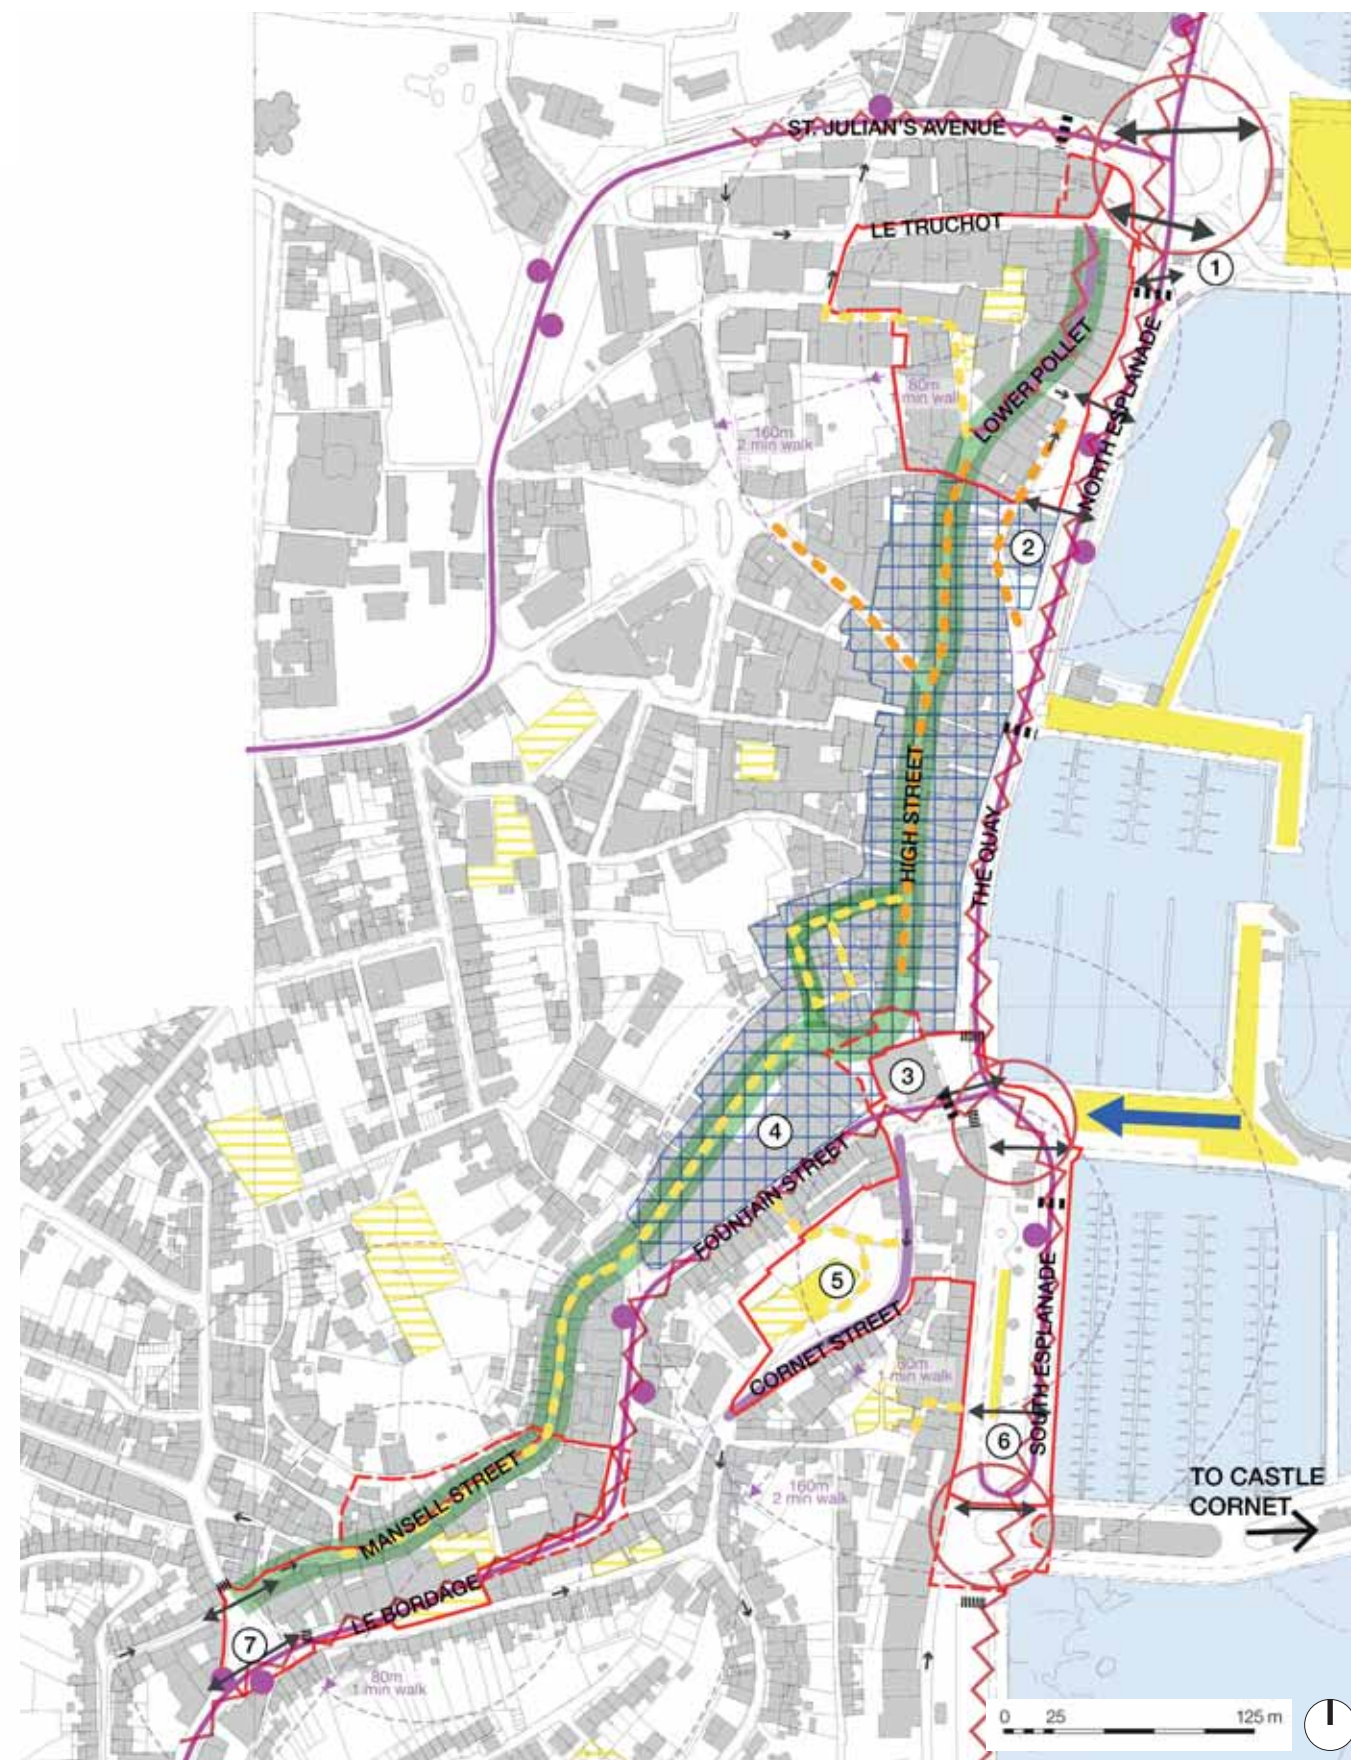 ST. JULIAN'S AVENUE
LE TRUCHOT
1
LOWER POLLET
NORTH ESPLANADE
80m
1 min walk
160m
2 min walk
2
HIGH STREET
THE QUAY
3
4
FOUNTAIN STREET
5
CORNET STREET
80m
1 min walk
SOUTH ESPLANADE
6
160m
2 min walk
TO CASTLE
CORNET
MANSELL STREET
LE BORDAGE
7
80m
1 min walk
0 25 125 m